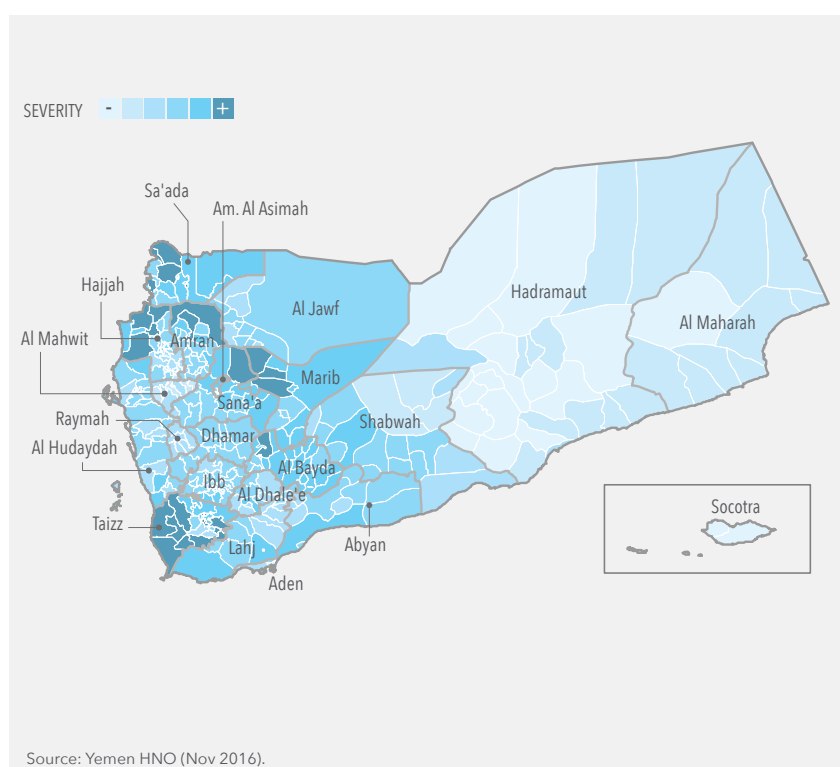 SEVERITY - +
Sa'ada
Am. Al Asimah
Hajjah
Al Jawf
Hadramaut
Al Maharah
Al Mahwit
Amran
Marib
Sana'a
Raymah
Shabwah
Dhamar
Al Hudaydah
Al Bayda
Ibb
Al Dhale'e
Socotra
Taizz
Lahj
Abyan
Aden
Source: Yemen HNO (Nov 2016).